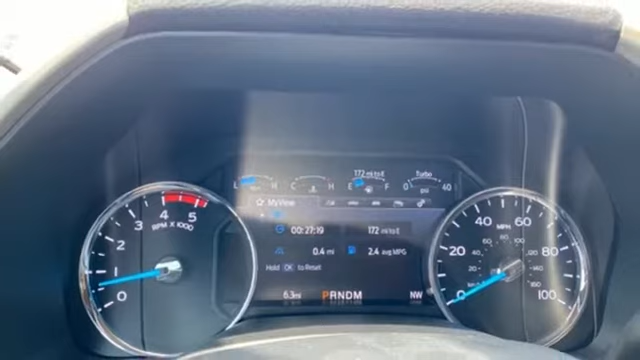 172 mi to E Turbo
L H C H E F O 40
PSI
MyView
00:27:19 172 mi to E
0.4 mi 2.4 avg MPG
Hold OK to Reset
6.3 mi PRNDM NW
0 1 2 3 4 5
RPM X 1000
0 20 40 60 80 100
MPH